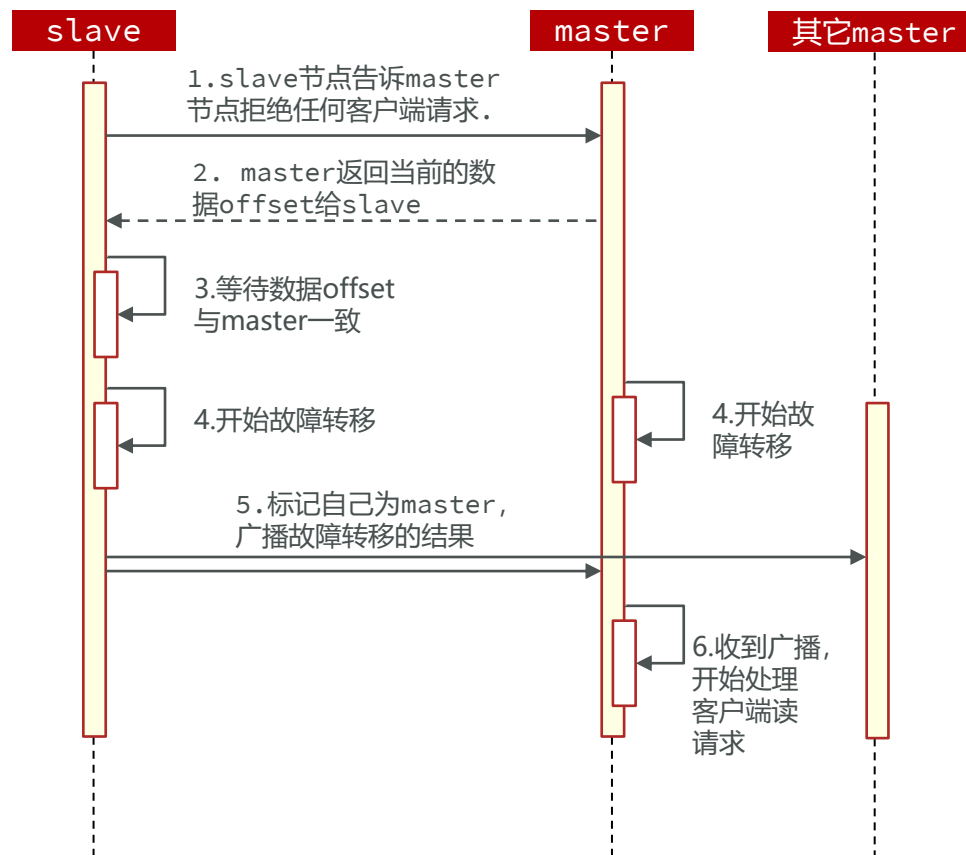 slave
master
其它master
1.slave节点告诉master
节点拒绝任何客户端请求.
2. master返回当前的数
据offset给slave
3.等待数据offset
与master一致
4.开始故障转移
4.开始故
障转移
5.标记自己为master,
广播故障转移的结果
6.收到广播,
开始处理
客户端读
请求